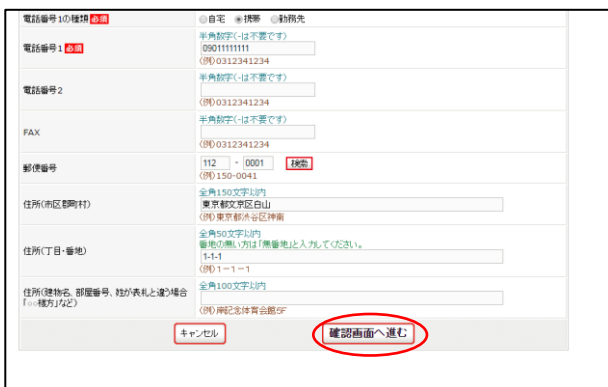 電話番号1の種類 必須 ◎自宅 ◉携帯 ◎勤務先
半角数字(-は不要です)
電話番号1 必須 09011111111
(例)0312341234
半角数字(-は不要です)
電話番号2
(例)0312341234
半角数字(-は不要です)
FAX
(例)0312341234
郵便番号 112 - 0001 検索
(例)150-0041
全角150文字以内
住所(市区郡町村) 東京都文京区白山
(例)東京都渋谷区神南
全角50文字以内
番地の無い方は「無番地」と入力してください。
住所(丁目・番地) 1-1-1
(例)1－1－1
全角100文字以内
住所(建物名、部屋番号、姓が表札と違う場合
「○○様方」など)
(例)岸記念体育会館5F
キャンセル 確認画面へ進む